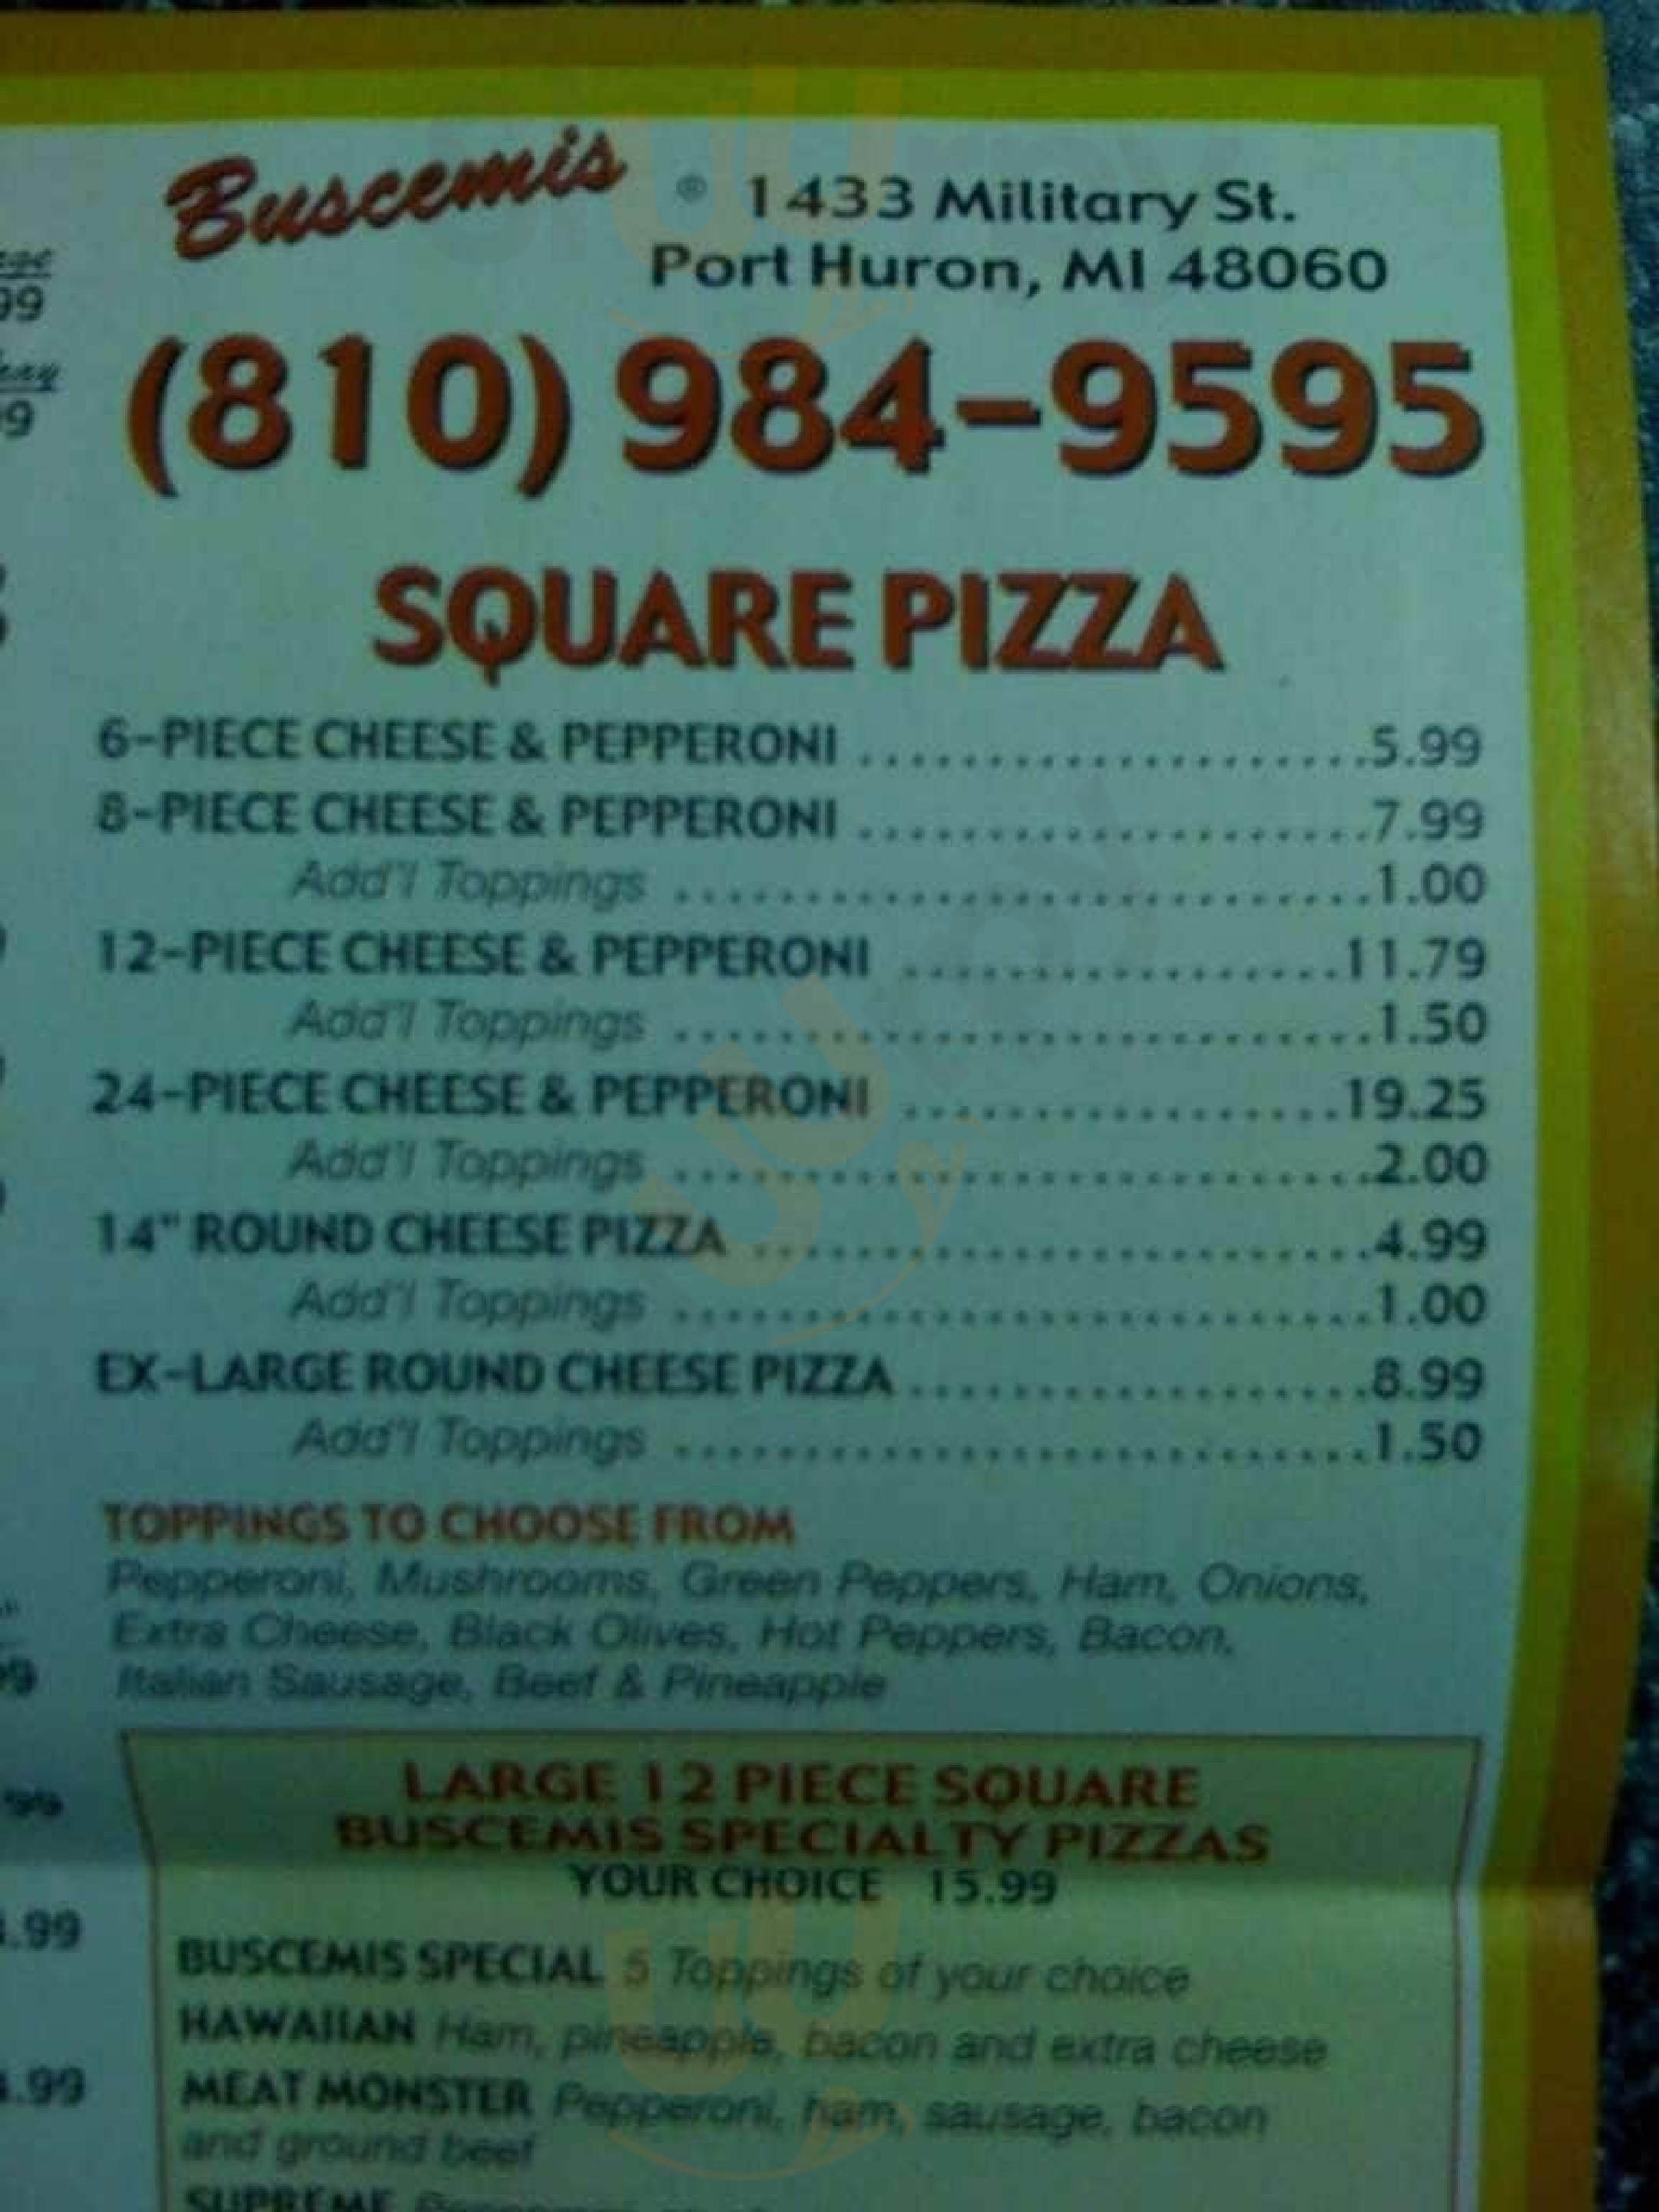 Buscemis ® 1433 Military St.
Port Huron, MI 48060
(810) 984-9595
SQUARE PIZZA
6-PIECE CHEESE & PEPPERONI ....................5.99
8-PIECE CHEESE & PEPPERONI ....................7.99
Add'l Toppings ...........................1.00
12-PIECE CHEESE & PEPPERONI .................11.79
Add'l Toppings ...........................1.50
24-PIECE CHEESE & PEPPERONI .................19.25
Add'l Toppings ...........................2.00
14" ROUND CHEESE PIZZA ........................4.99
Add'l Toppings ...........................1.00
EX-LARGE ROUND CHEESE PIZZA ..................8.99
Add'l Toppings ...........................1.50
TOPPINGS TO CHOOSE FROM
Pepperoni, Mushrooms, Green Peppers, Ham, Onions,
Extra Cheese, Black Olives, Hot Peppers, Bacon,
Italian Sausage, Beef & Pineapple
LARGE 12 PIECE SQUARE
BUSCEMIS SPECIALTY PIZZAS
YOUR CHOICE 15.99
BUSCEMIS SPECIAL 5 Toppings of your choice
HAWAIIAN Ham, pineapple, bacon and extra cheese
MEAT MONSTER Pepperoni, ham, sausage, bacon
and ground beef
SUPREME